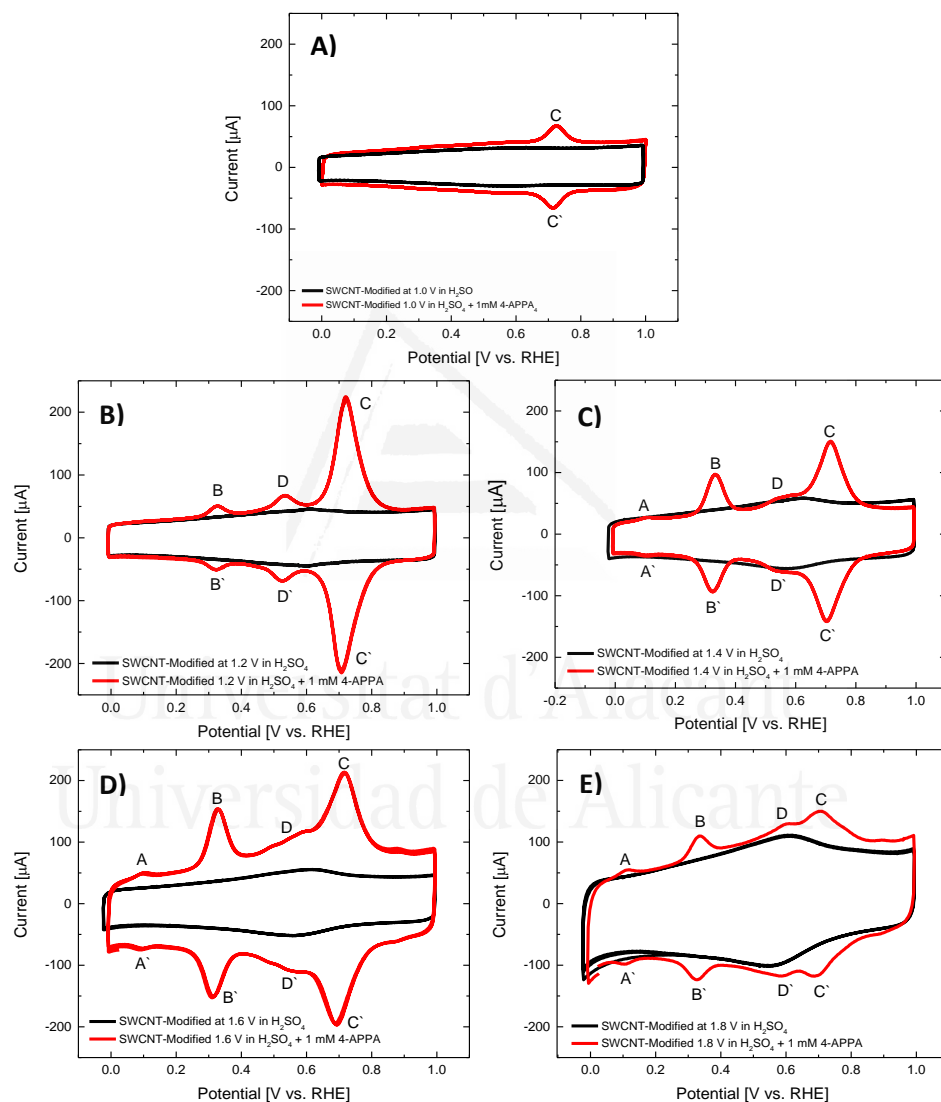 A)
200
100
0
-100
-200
Current [µA]
C
C`
SWCNT-Modified at 1.0 V in H₂SO
SWCNT-Modified 1.0 V in H₂SO₄ + 1mM 4-APPA₄
0.0 0.2 0.4 0.6 0.8 1.0
Potential [V vs. RHE]
B)
200
100
0
-100
-200
Current [µA]
B
D
C
B`
D`
C`
SWCNT-Modified at 1.2 V in H₂SO₄
SWCNT-Modified 1.2 V in H₂SO₄ + 1 mM 4-APPA
0.0 0.2 0.4 0.6 0.8 1.0
Potential [V vs. RHE]
C)
200
100
0
-100
-200
Current [µA]
A
B
D
C
A`
B`
D`
C`
SWCNT-Modified at 1.4 V in H₂SO₄
SWCNT-Modified 1.4 V in H₂SO₄ + 1 mM 4-APPA
-0.2 0.0 0.2 0.4 0.6 0.8 1.0
Potential [V vs. RHE]
Universitat d'Alacant
Universidad de Alicante
D)
200
100
0
-100
-200
Current [µA]
A
B
D
C
A`
B`
D`
C`
SWCNT-Modified at 1.6 V in H₂SO₄
SWCNT-Modified 1.6 V in H₂SO₄ + 1 mM 4-APPA
0.0 0.2 0.4 0.6 0.8 1.0
Potential [V vs. RHE]
E)
200
100
0
-100
-200
Current [µA]
A
B
D
C
A`
B`
D`
C`
SWCNT-Modified at 1.8 V in H₂SO₄
SWCNT-Modified 1.8 V in H₂SO₄ + 1 mM 4-APPA
0.0 0.2 0.4 0.6 0.8 1.0
Potential [V vs. RHE]